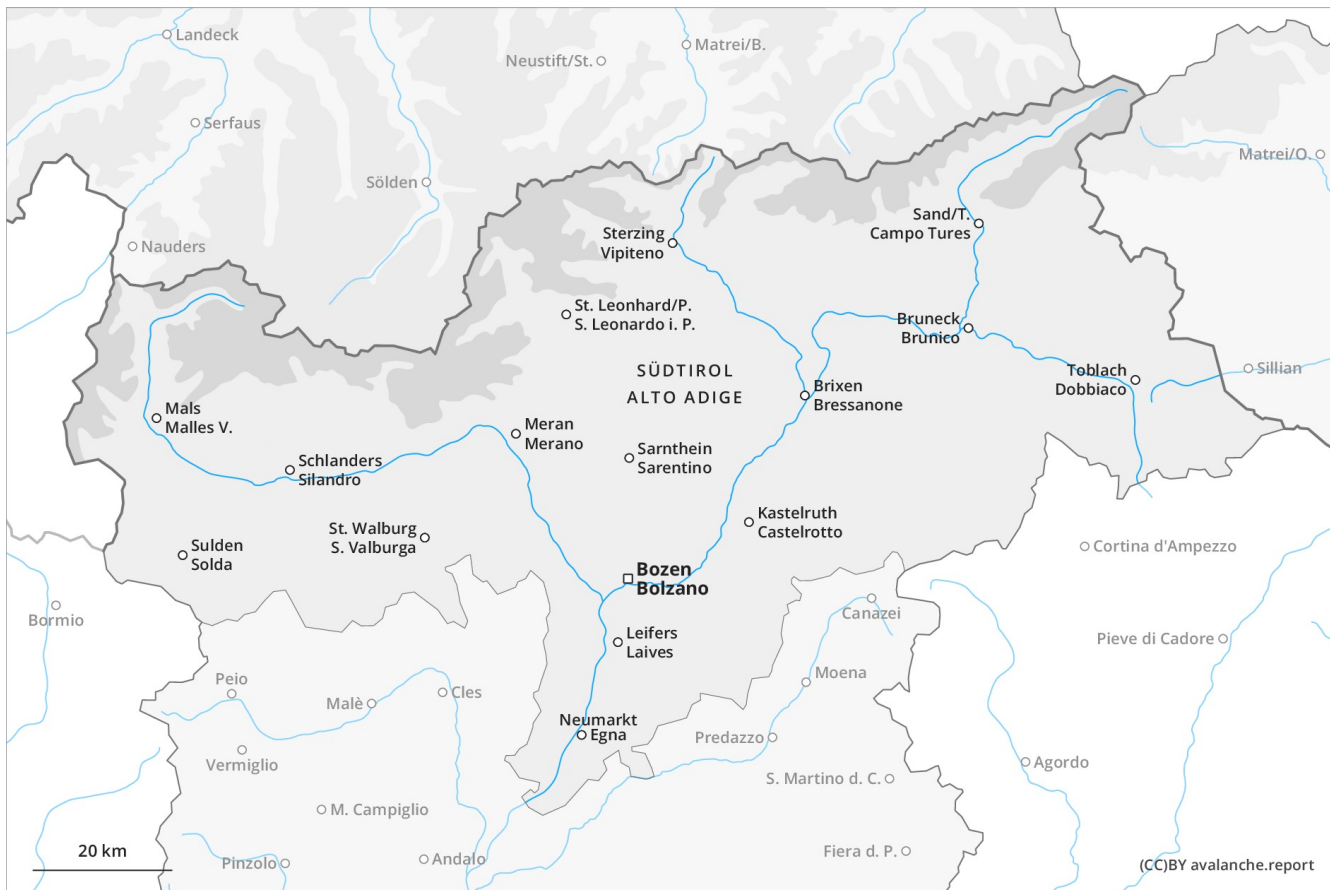 Landeck
Matrei/B.
Neustift/St.
Serfaus
Matrei/O.
Sölden
Sand/T.
Campo Tures
Sterzing
Vipiteno
Nauders
St. Leonhard/P.
S. Leonardo i. P.
Bruneck
Brunico
SÜDTIROL
ALTO ADIGE
Toblach
Dobbiaco
Sillian
Brixen
Bressanone
Mals
Malles V.
Meran
Merano
Schlanders
Silandro
Sarnthein
Sarentino
Kastelruth
Castelrotto
St. Walburg
S. Valburga
Sulden
Solda
Cortina d'Ampezzo
Bozen
Bolzano
Bormio
Canazei
Leifers
Laives
Pieve di Cadore
Peio
Malè
Cles
Moena
Neumarkt
Egna
Predazzo
Vermiglio
Agordo
S. Martino d. C.
M. Campiglio
20 km
Pinzolo
Andalo
Fiera d. P.
(CC)BY avalanche.report